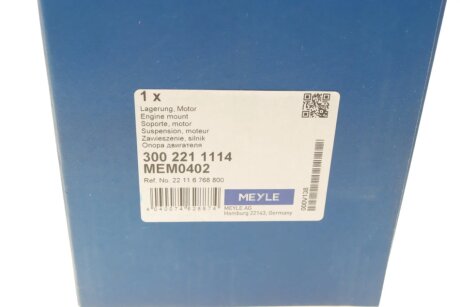 1 x
Lagerung, Motor
Engine mount
Soporte, motor
Suspension, moteur
Zawieszenie, silnik
Опора двигателя
300 221 1114
MEM0402
Ref. No. 22 11 6 768 800
MEYLE
MEYLE AG
Hamburg 22143, Germany